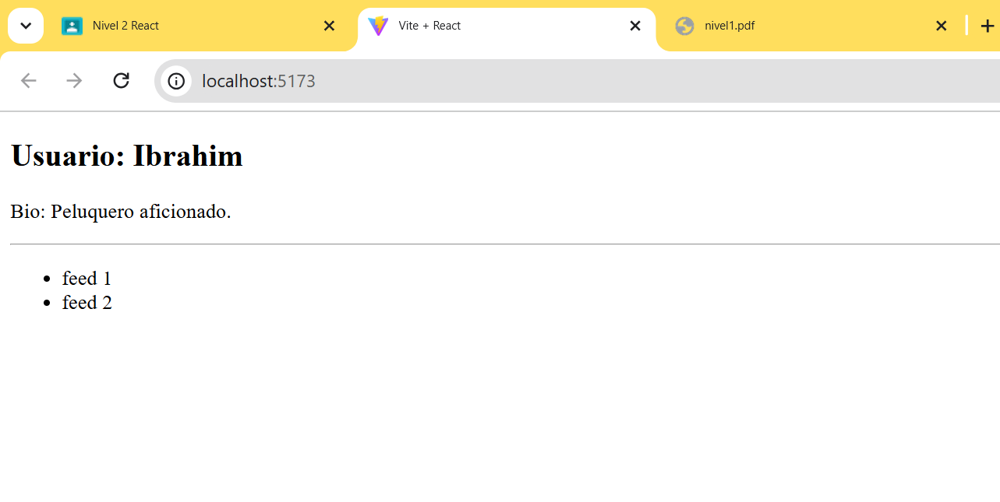 Nivel 2 React
Vite + React
nivel1.pdf
localhost:5173
Usuario: Ibrahim
Bio: Peluquero aficionado.
feed 1
feed 2